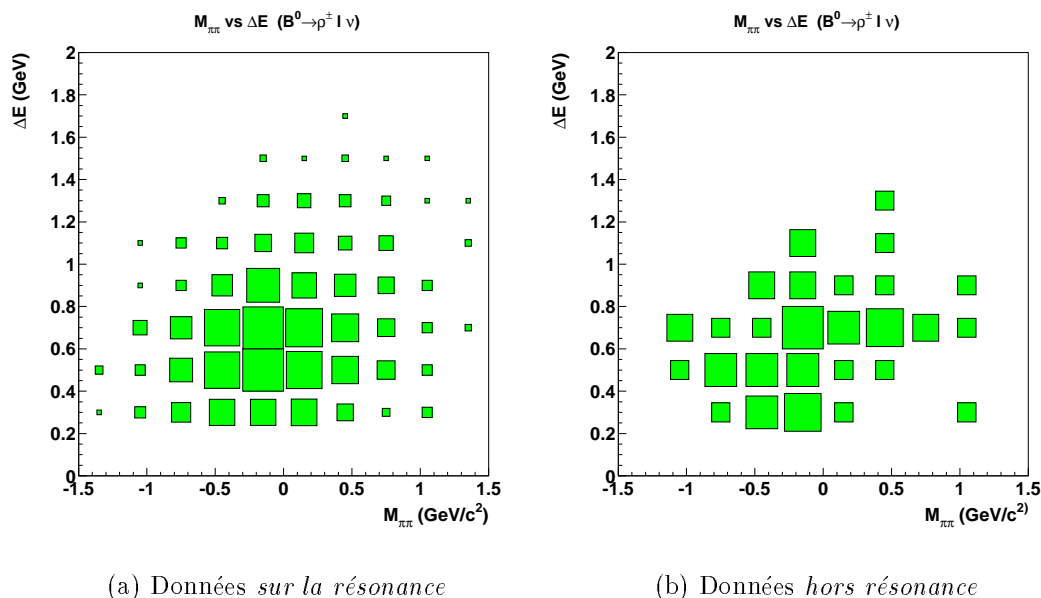 M_ππ vs ΔE (B⁰→ρ± l ν)
ΔE (GeV)
2
1.8
1.6
1.4
1.2
1
0.8
0.6
0.4
0.2
0
-1.5 -1 -0.5 0 0.5 1 1.5
M_ππ (GeV/c²)
(a) Données sur la résonance
M_ππ vs ΔE (B⁰→ρ± l ν)
ΔE (GeV)
2
1.8
1.6
1.4
1.2
1
0.8
0.6
0.4
0.2
0
-1.5 -1 -0.5 0 0.5 1 1.5
M_ππ (GeV/c²⁾
(b) Données hors résonance